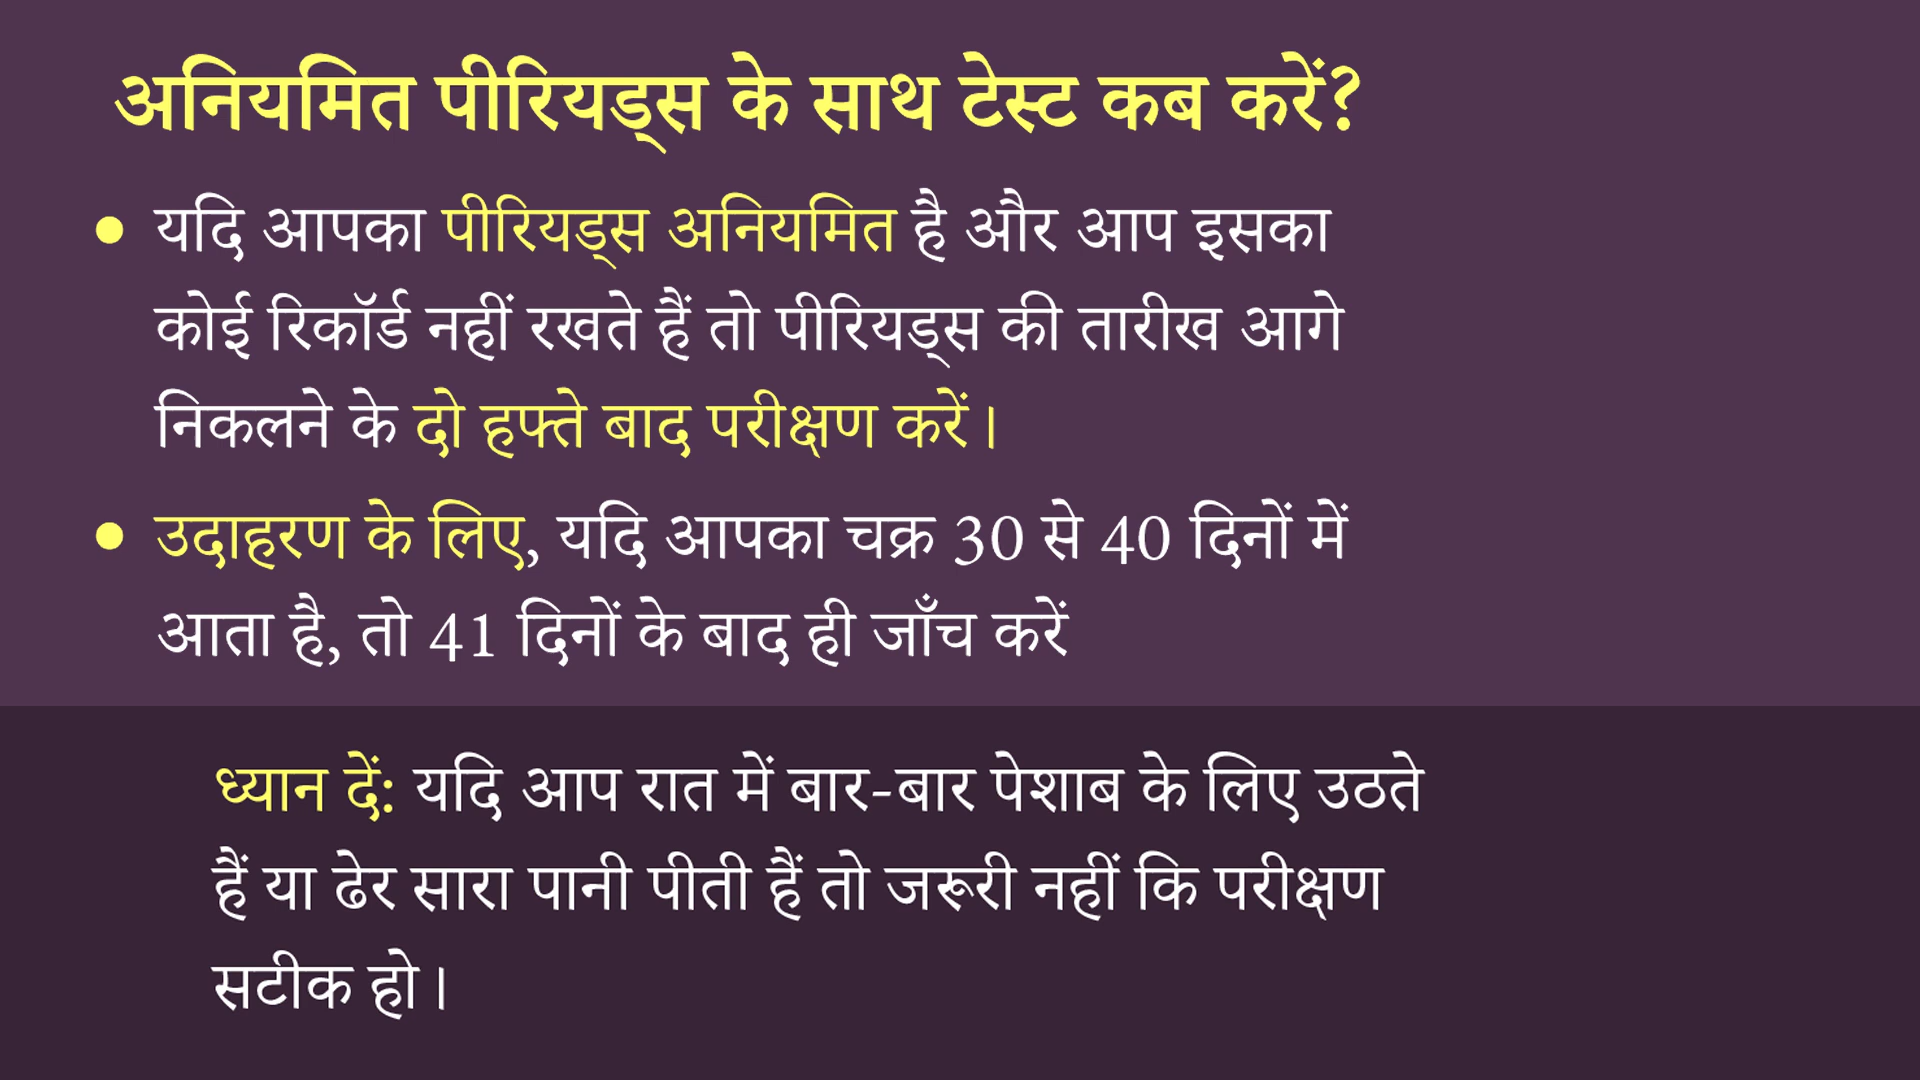 अनियमित पीरियड्स के साथ टेस्ट कब करें?
• यदि आपका पीरियड्स अनियमित है और आप इसका
कोई रिकॉर्ड नहीं रखते हैं तो पीरियड्स की तारीख आगे
निकलने के दो हफ्ते बाद परीक्षण करें।
• उदाहरण के लिए, यदि आपका चक्र 30 से 40 दिनों में
आता है, तो 41 दिनों के बाद ही जाँच करें
ध्यान दें: यदि आप रात में बार-बार पेशाब के लिए उठते
हैं या ढेर सारा पानी पीती हैं तो जरूरी नहीं कि परीक्षण
सटीक हो।